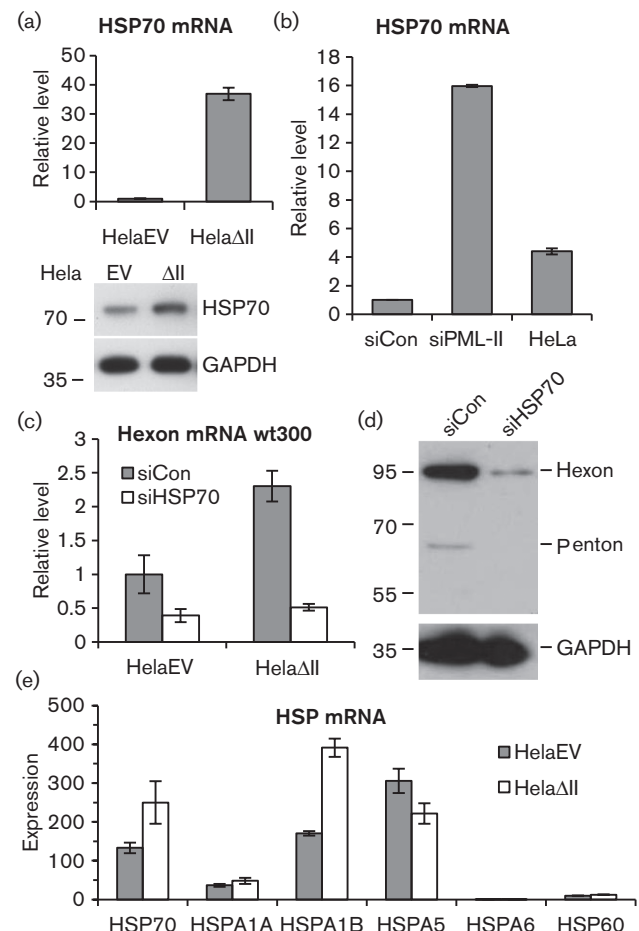 (a)
HSP70 mRNA
Relative level
50
40
30
20
10
0
HelaEV HelaΔII
Hela EV ΔII
70 – HSP70
35 – GAPDH
(b)
HSP70 mRNA
Relative level
18
16
14
12
10
8
6
4
2
0
siCon siPML-II HeLa
(c)
Hexon mRNA wt300
Relative level
3
2.5
2
1.5
1
0.5
0
siCon
siHSP70
HelaEV HelaΔII
(d)
siCon siHSP70
95 – – Hexon
70 –
– Penton
55 –
35 – – GAPDH
(e)
HSP mRNA
Expression
500
400
300
200
100
0
HelaEV
HelaΔII
HSP70 HSPA1A HSPA1B HSPA5 HSPA6 HSP60